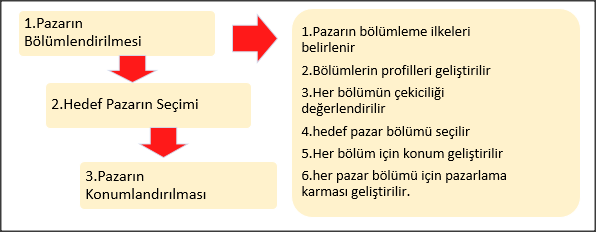 1.Pazarın
Bölümlendirilmesi
2.Hedef Pazarın Seçimi
3.Pazarın
Konumlandırılması
1.Pazarın bölümleme ilkeleri
belirlenir
2.Bölümlerin profilleri geliştirilir
3.Her bölümün çekiciliği
değerlendirilir
4.hedef pazar bölümü seçilir
5.Her bölüm için konum geliştirilir
6.her pazar bölümü için pazarlama
karması geliştirilir.